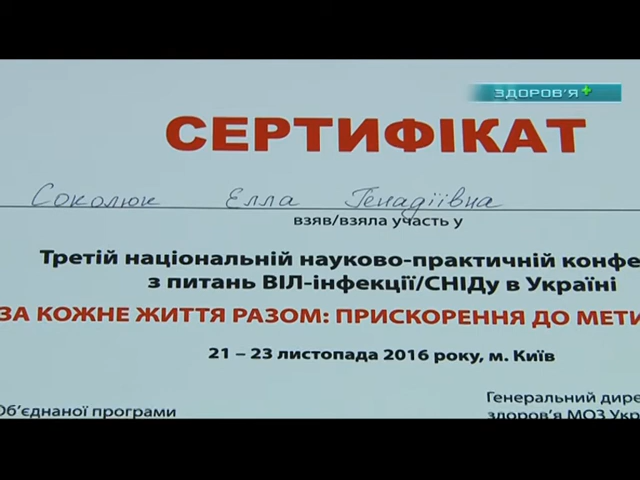 ЗДОРОВ'Я+
СЕРТИФІКАТ
Соколюк Елла Генадіївна
взяв/взяла участь у
Третій національній науково-практичній конфе
з питань ВІЛ-інфекції/СНІДу в Україні
ЗА КОЖНЕ ЖИТТЯ РАЗОМ: ПРИСКОРЕННЯ ДО МЕТИ
21 – 23 листопада 2016 року, м. Київ
Генеральний дире
Об'єднаної програми
здоров'я МОЗ Укр